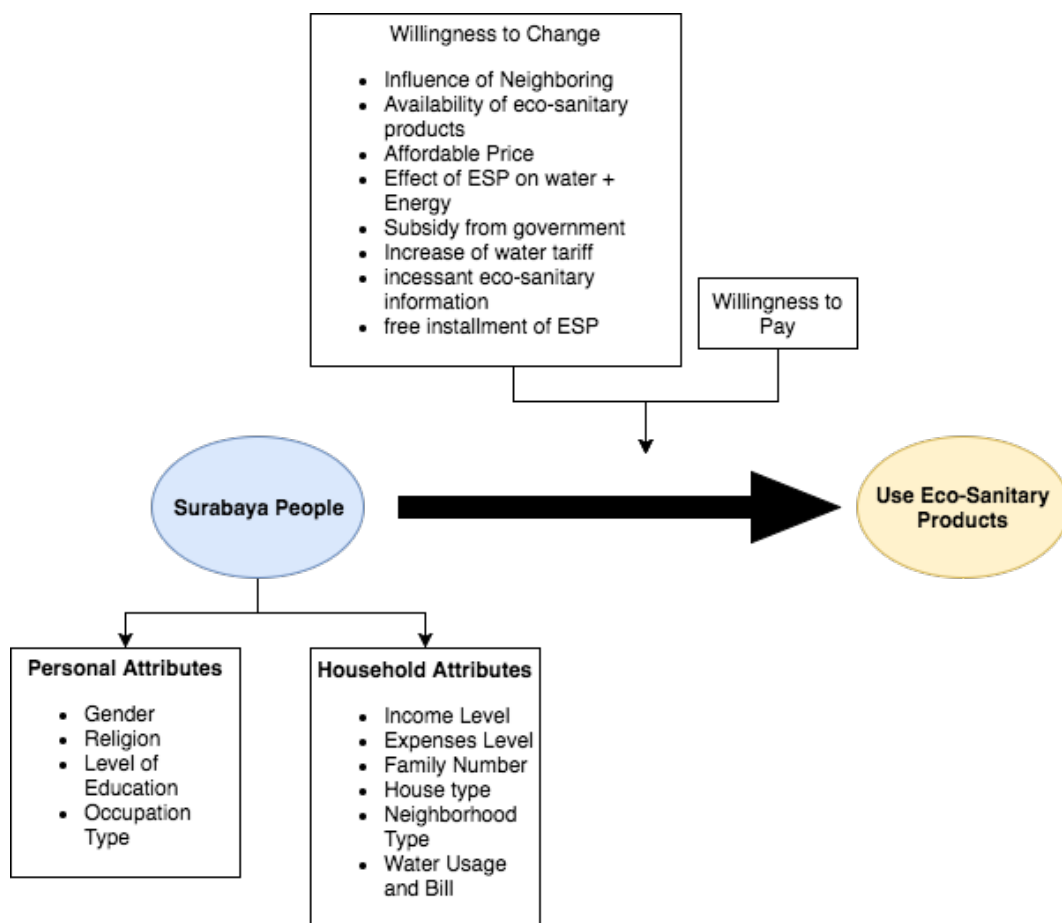 Willingness to Change
• Influence of Neighboring
• Availability of eco-sanitary
products
• Affordable Price
• Effect of ESP on water +
Energy
• Subsidy from government
• Increase of water tariff
• incessant eco-sanitary
information
• free installment of ESP
Willingness to
Pay
Surabaya People
Use Eco-Sanitary
Products
Personal Attributes
• Gender
• Religion
• Level of
Education
• Occupation
Type
Household Attributes
• Income Level
• Expenses Level
• Family Number
• House type
• Neighborhood
Type
• Water Usage
and Bill